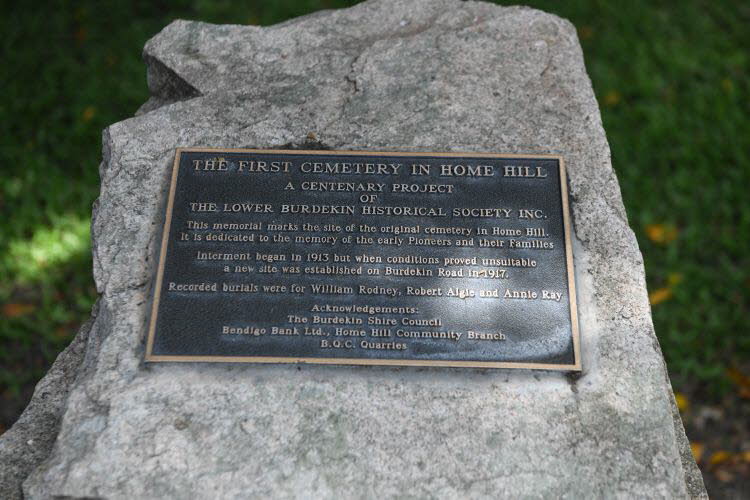 THE FIRST CEMETERY IN HOME HILL
A CENTENARY PROJECT
OF
THE LOWER BURDEKIN HISTORICAL SOCIETY INC.
This memorial marks the site of the original cemetery in Home Hill.
It is dedicated to the memory of the early Pioneers and their Families
Interment began in 1913 but when conditions proved unsuitable
a new site was established on Burdekin Road in 1917.
Recorded burials were for William Rodney, Robert Algie and Annie Ray
Acknowledgements:
The Burdekin Shire Council
Bendigo Bank Ltd., Home Hill Community Branch
B.Q.C. Quarries